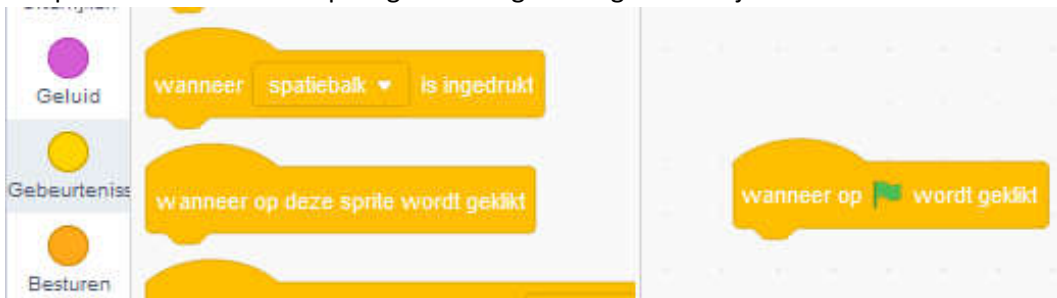 Geluid
Gebeurteniss
Besturen
wanneer spatiebalk is ingedrukt
wanneer op deze sprite wordt geklikt
wanneer op wordt geklikt